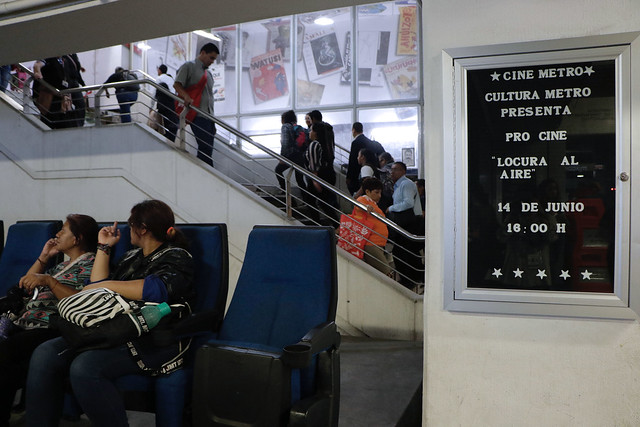 ★CINE METRO★
CULTURA METRO
PRESENTA
PRO CINE
"LOCURA AL
AIRE"
14 DE JUNIO
16:00 H